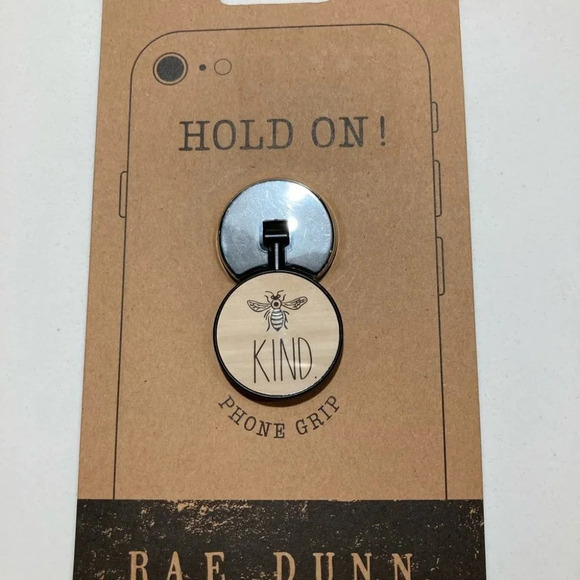 HOLD ON!
KIND.
PHONE GRIP
RAE DUNN